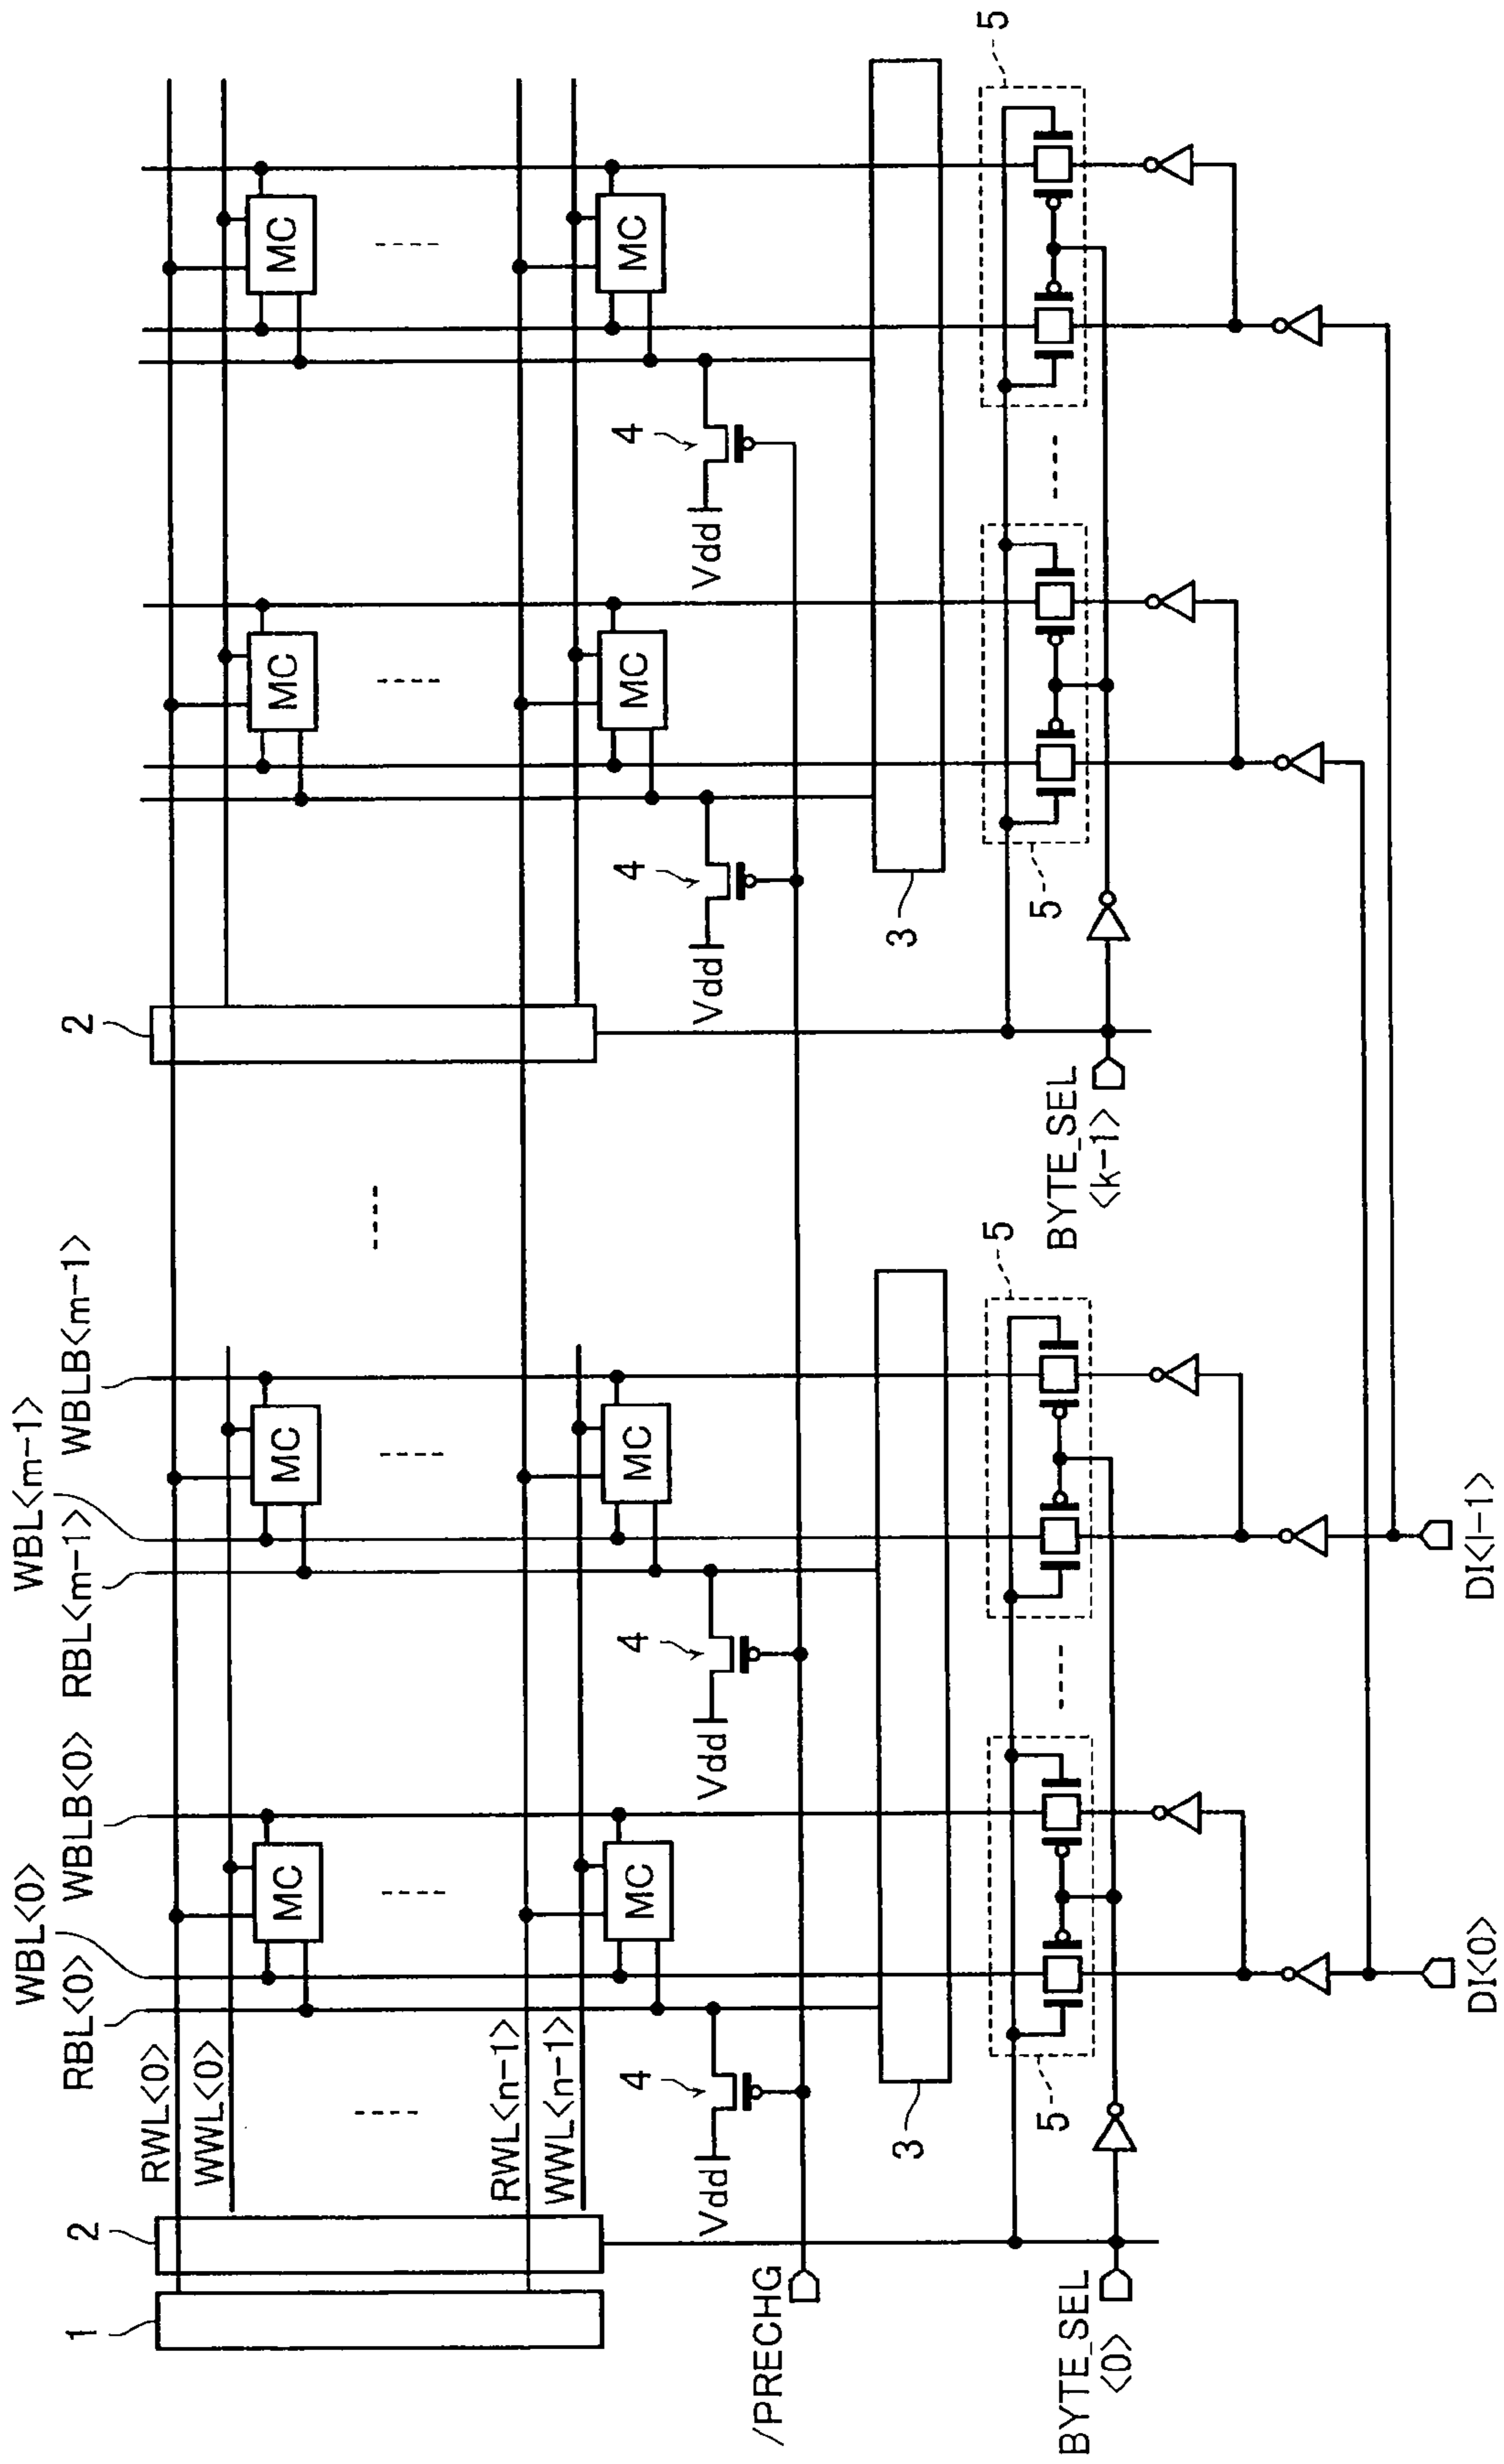 WBL<0>
WBL<m-1>
RBL<0>
WBLB<0>
RBL<m-1>
WBLB<m-1>
1
2
2
RWL<0>
WWL<0>
MC
MC
MC
MC
RWL<n-1>
WWL<n-1>
MC
MC
MC
MC
4
4
4
4
Vdd
Vdd
Vdd
Vdd
/PRECHG
3
3
5
5
5
5
BYTE_SEL
<0>
BYTE_SEL
<k-1>
DI<0>
DI<l-1>